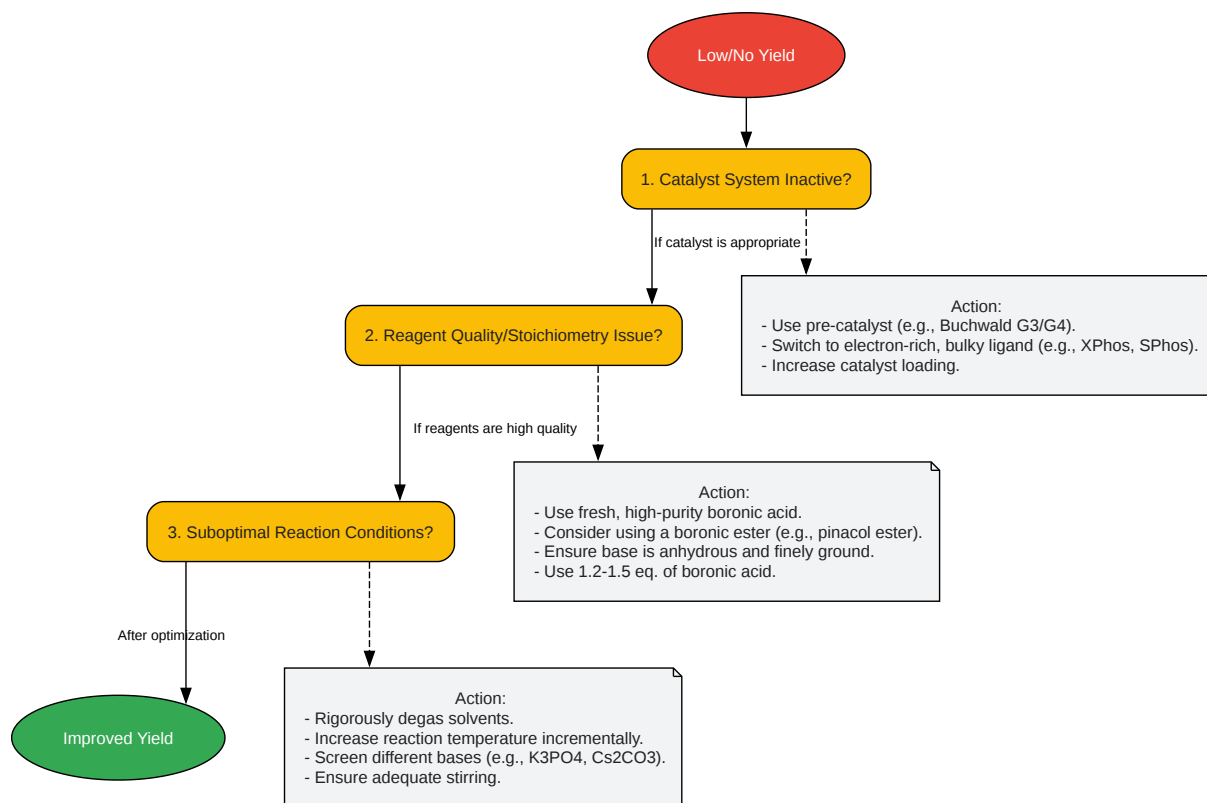 Low/No Yield
1. Catalyst System Inactive?
If catalyst is appropriate
Action:
- Use pre-catalyst (e.g., Buchwald G3/G4).
- Switch to electron-rich, bulky ligand (e.g., XPhos, SPhos).
- Increase catalyst loading.
2. Reagent Quality/Stoichiometry Issue?
If reagents are high quality
Action:
- Use fresh, high-purity boronic acid.
- Consider using a boronic ester (e.g., pinacol ester).
- Ensure base is anhydrous and finely ground.
- Use 1.2-1.5 eq. of boronic acid.
3. Suboptimal Reaction Conditions?
After optimization
Action:
- Rigorously degas solvents.
- Increase reaction temperature incrementally.
- Screen different bases (e.g., K3PO4, Cs2CO3).
- Ensure adequate stirring.
Improved Yield